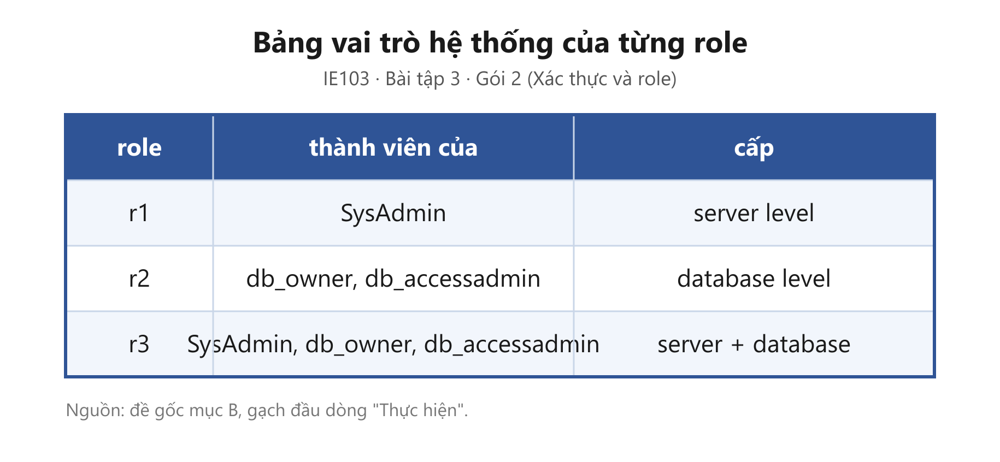 Bảng vai trò hệ thống của từng role
IE103 · Bài tập 3 · Gói 2 (Xác thực và role)
role thành viên của cấp
r1 SysAdmin server level
r2 db_owner, db_accessadmin database level
r3 SysAdmin, db_owner, db_accessadmin server + database
Nguồn: đề gốc mục B, gạch đầu dòng "Thực hiện".